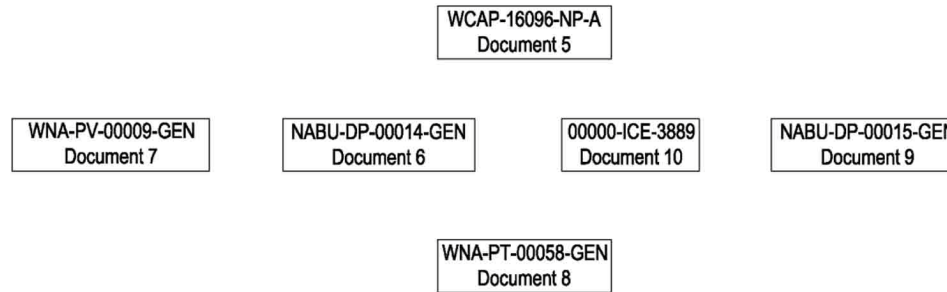 WCAP-16096-NP-A
Document 5
WNA-PV-00009-GEN
Document 7
NABU-DP-00014-GEN
Document 6
00000-ICE-3889
Document 10
NABU-DP-00015-GEN
Document 9
WNA-PT-00058-GEN
Document 8